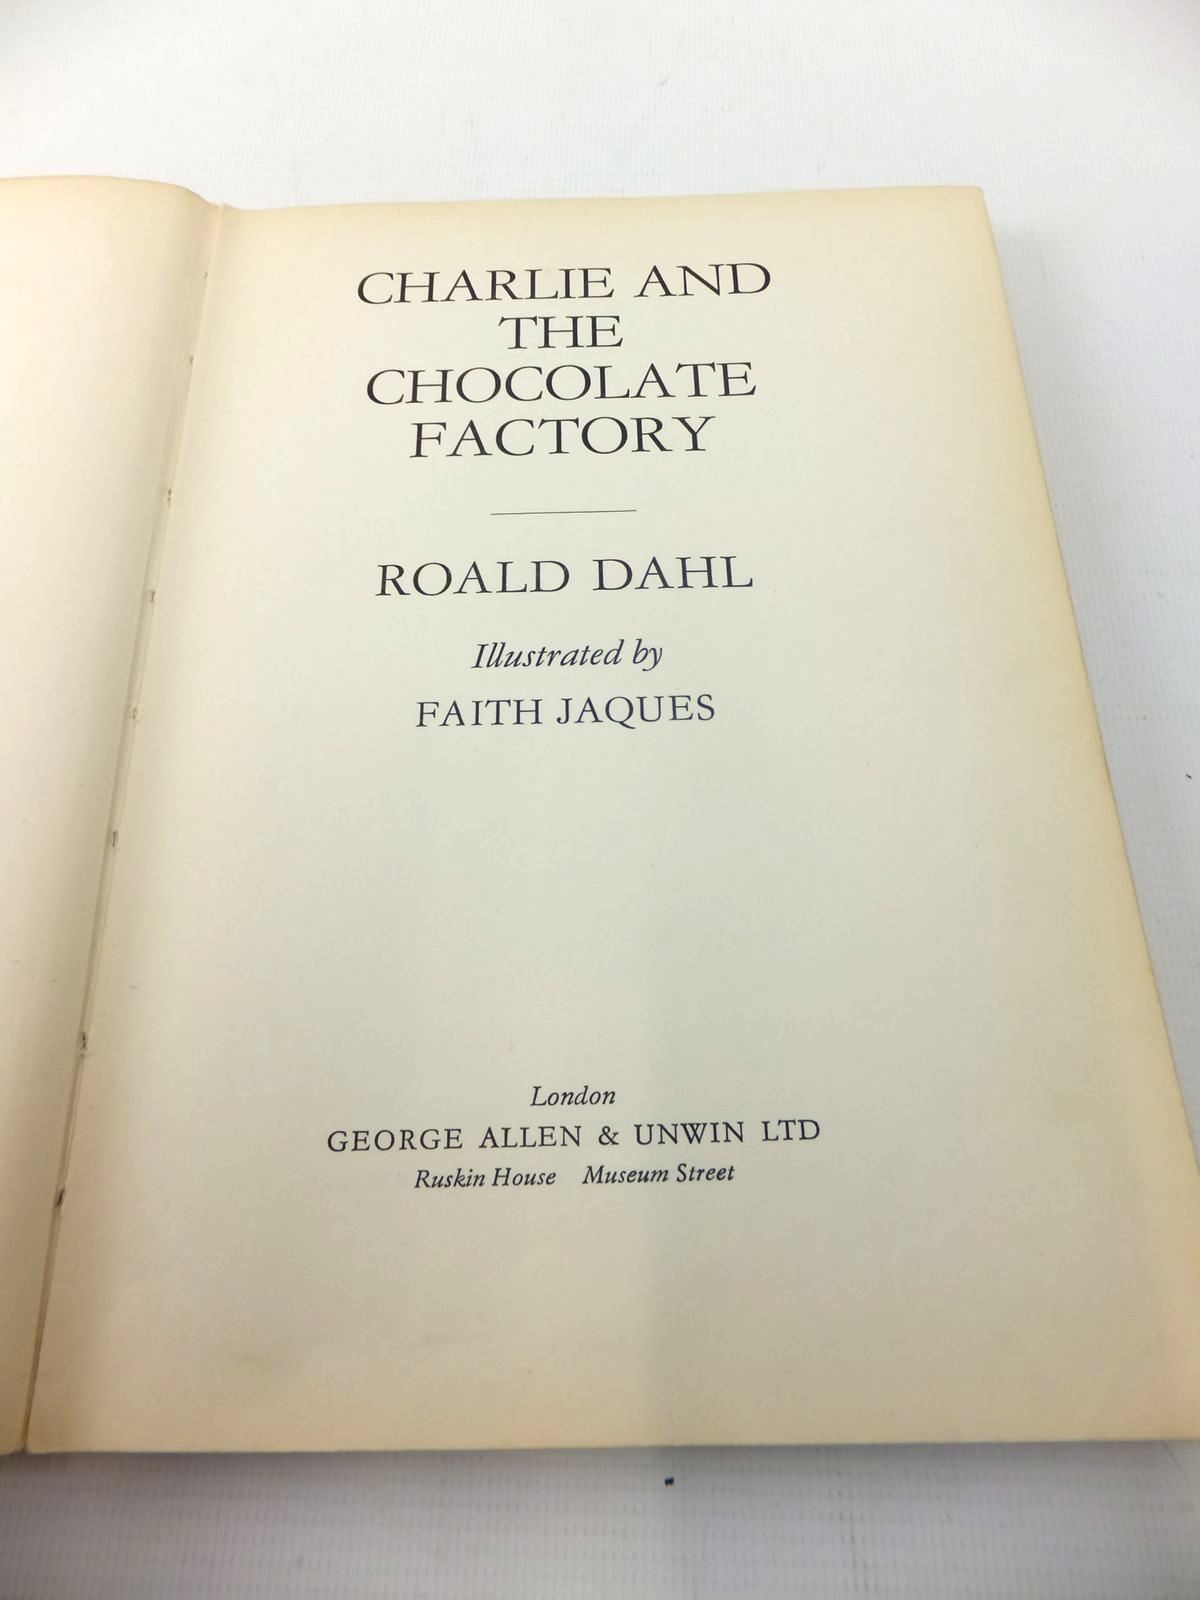 CHARLIE AND
THE
CHOCOLATE
FACTORY
ROALD DAHL
Illustrated by
FAITH JAQUES
London
GEORGE ALLEN & UNWIN LTD
Ruskin House Museum Street